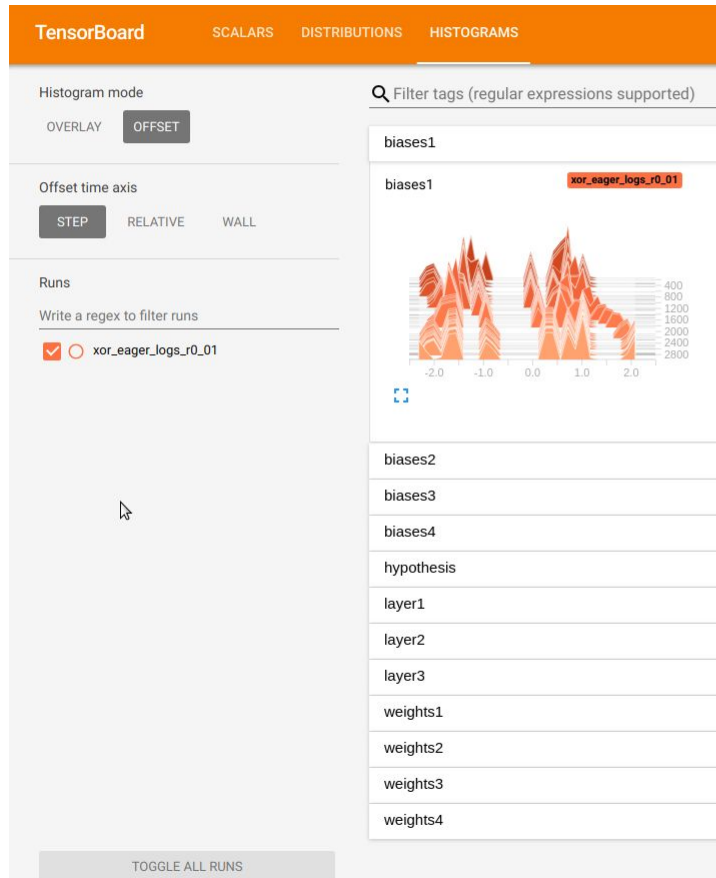 TensorBoard SCALARS DISTRIBUTIONS HISTOGRAMS
Histogram mode
OVERLAY OFFSET
Offset time axis
STEP RELATIVE WALL
Runs
Write a regex to filter runs
xor_eager_logs_r0_01
TOGGLE ALL RUNS
Filter tags (regular expressions supported)
biases1
biases1 xor_eager_logs_r0_01
400
800
1200
1600
2000
2400
2800
-2.0 -1.0 0.0 1.0 2.0
biases2
biases3
biases4
hypothesis
layer1
layer2
layer3
weights1
weights2
weights3
weights4